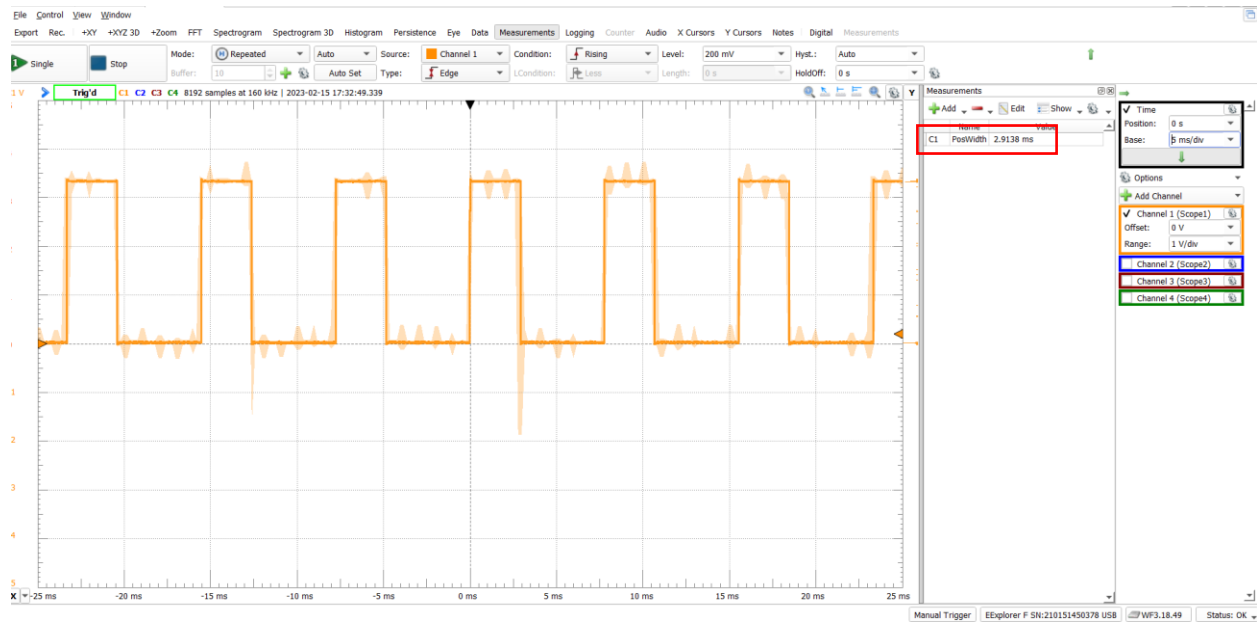 File Control View Window
Export Rec. +XY +XYZ 3D +Zoom FFT Spectrogram Spectrogram 3D Histogram Persistence Eye Data Measurements Logging Counter Audio X Cursors Y Cursors Notes Digital Measurements
Single Stop Mode: Repeated Auto Source: Channel 1 Condition: Rising Level: 200 mV Hyst.: Auto
Buffer: 10 Auto Set Type: Edge LCondition: Less Length: 0 s HoldOff: 0 s
1 V Trig'd C1 C2 C3 C4 8192 samples at 160 kHz | 2023-02-15 17:32:49.339 Y
Measurements
Add Edit Show
Name Value
C1 PosWidth 2.9138 ms
Time
Position: 0 s
Base: 5 ms/div
Options
Add Channel
Channel 1 (Scope1)
Offset: 0 V
Range: 1 V/div
Channel 2 (Scope2)
Channel 3 (Scope3)
Channel 4 (Scope4)
1
2
3
4
5
X -25 ms -20 ms -15 ms -10 ms -5 ms 0 ms 5 ms 10 ms 15 ms 20 ms 25 ms
Manual Trigger EExplorer F SN:210151450378 USB WF3.18.49 Status: OK